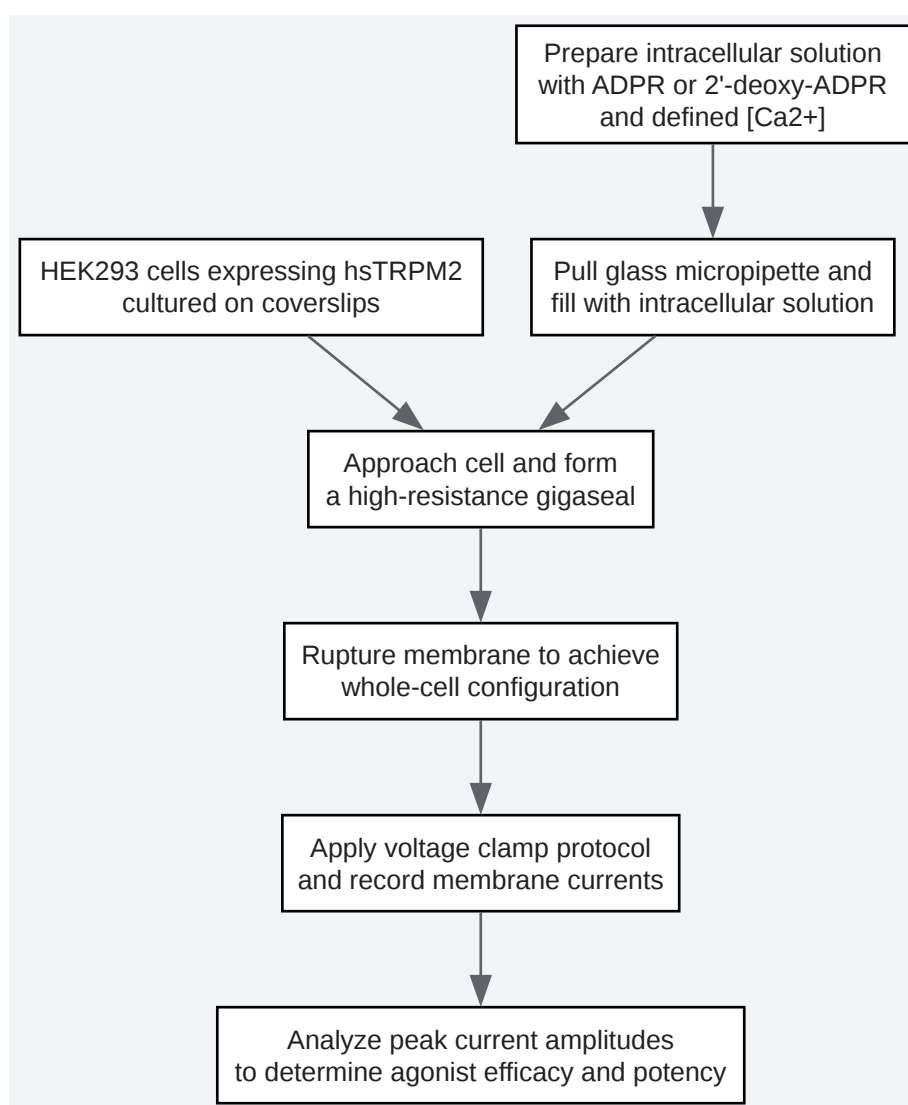 Prepare intracellular solution
with ADPR or 2'-deoxy-ADPR
and defined [Ca2+]
HEK293 cells expressing hsTRPM2
cultured on coverslips
Pull glass micropipette and
fill with intracellular solution
Approach cell and form
a high-resistance gigaseal
Rupture membrane to achieve
whole-cell configuration
Apply voltage clamp protocol
and record membrane currents
Analyze peak current amplitudes
to determine agonist efficacy and potency